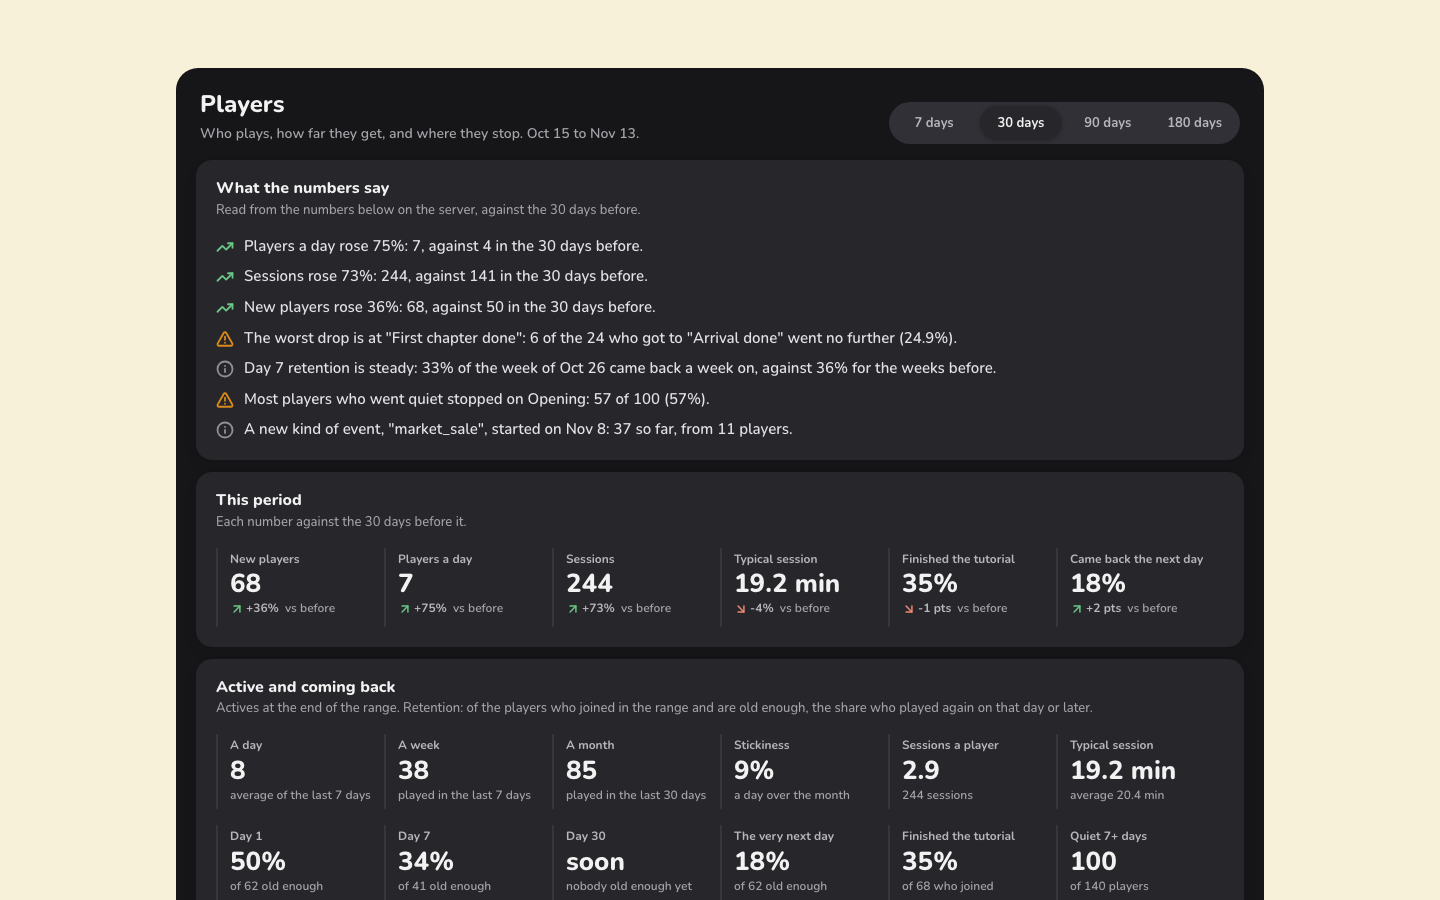 Players
Who plays, how far they get, and where they stop. Oct 15 to Nov 13.
7 days 30 days 90 days 180 days
What the numbers say
Read from the numbers below on the server, against the 30 days before.
Players a day rose 75%: 7, against 4 in the 30 days before.
Sessions rose 73%: 244, against 141 in the 30 days before.
New players rose 36%: 68, against 50 in the 30 days before.
The worst drop is at "First chapter done": 6 of the 24 who got to "Arrival done" went no further (24.9%).
Day 7 retention is steady: 33% of the week of Oct 26 came back a week on, against 36% for the weeks before.
Most players who went quiet stopped on Opening: 57 of 100 (57%).
A new kind of event, "market_sale", started on Nov 8: 37 so far, from 11 players.
This period
Each number against the 30 days before it.
New players Players a day Sessions Typical session Finished the tutorial Came back the next day
68 7 244 19.2 min 35% 18%
+36% vs before +75% vs before +73% vs before -4% vs before -1 pts vs before +2 pts vs before
Active and coming back
Actives at the end of the range. Retention: of the players who joined in the range and are old enough, the share who played again on that day or later.
A day A week A month Stickiness Sessions a player Typical session
8 38 85 9% 2.9 19.2 min
average of the last 7 days played in the last 7 days played in the last 30 days a day over the month 244 sessions average 20.4 min
Day 1 Day 7 Day 30 The very next day Finished the tutorial Quiet 7+ days
50% 34% soon 18% 35% 100
of 62 old enough of 41 old enough nobody old enough yet of 62 old enough of 68 who joined of 140 players